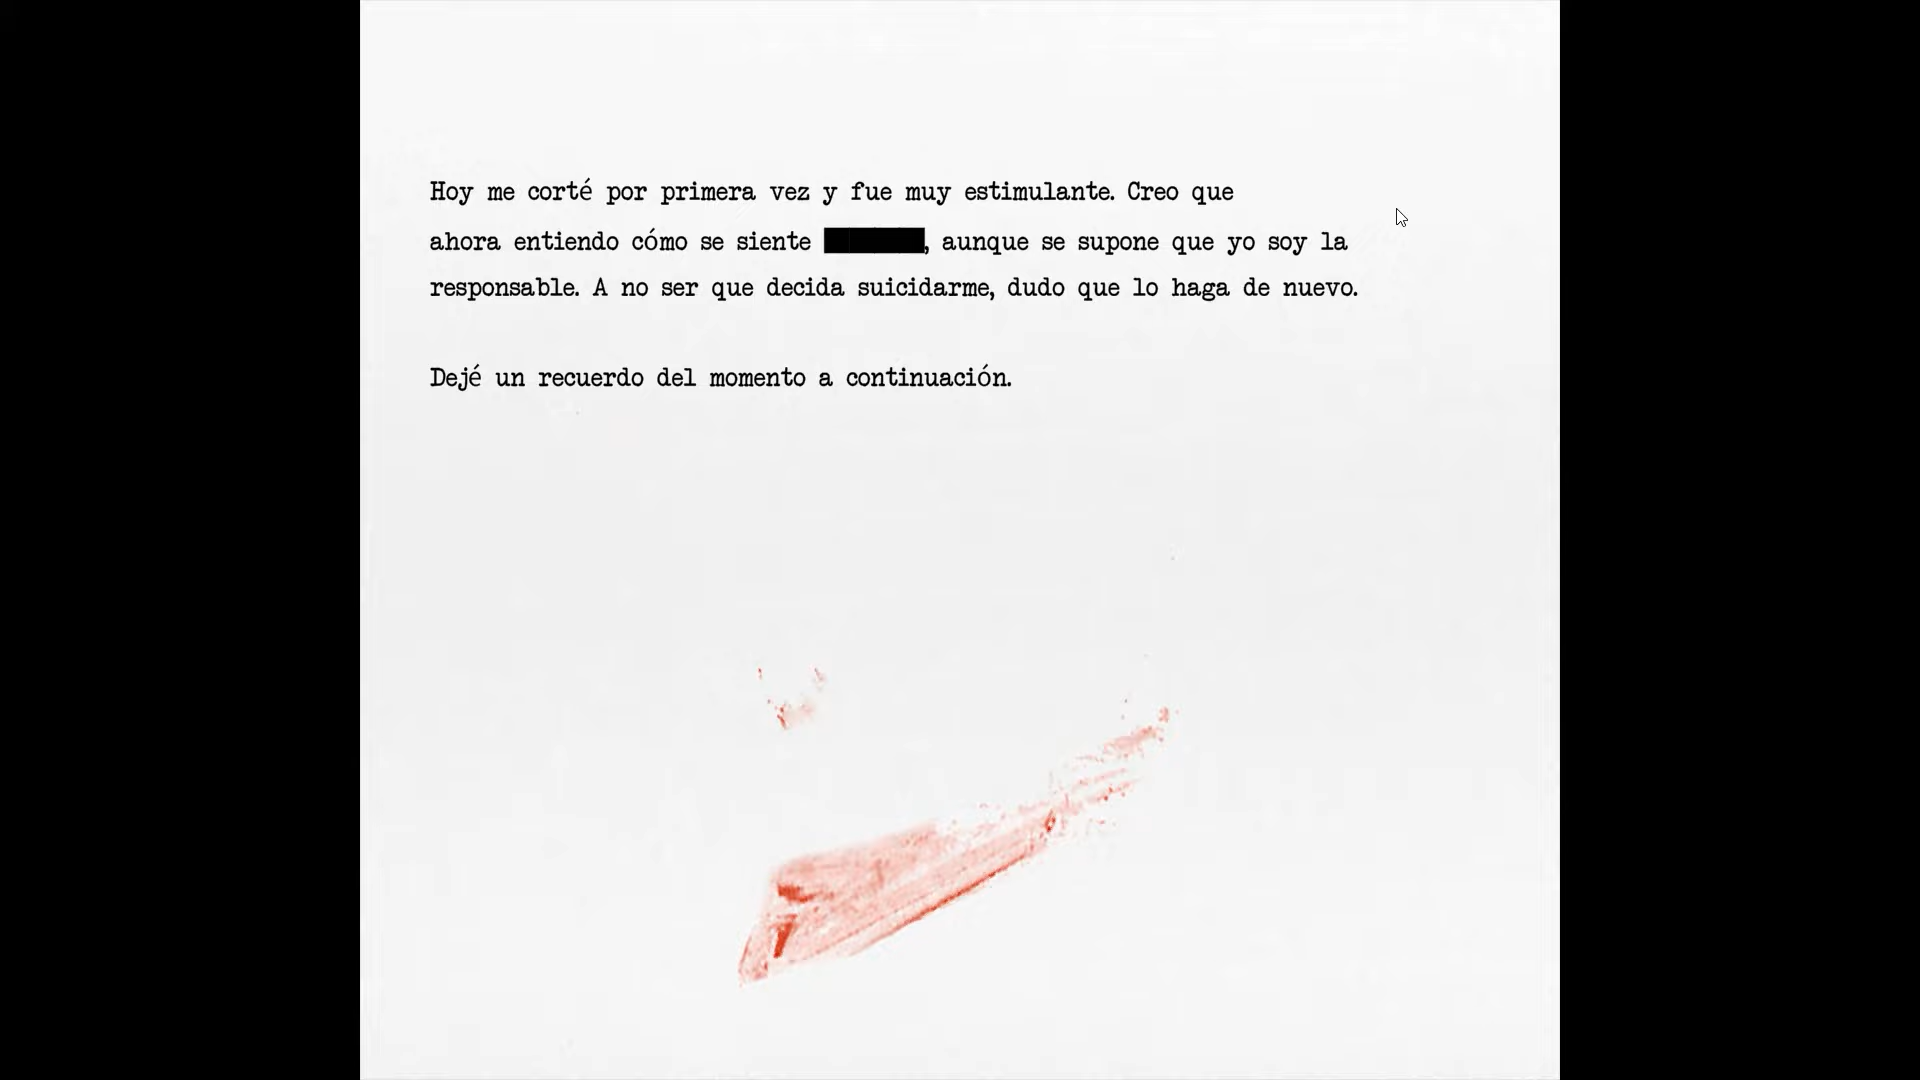 Hoy me corté por primera vez y fue muy estimulante. Creo que
ahora entiendo cómo se siente , aunque se supone que yo soy la
responsable. A no ser que decida suicidarme, dudo que lo haga de nuevo.
Dejé un recuerdo del momento a continuación.